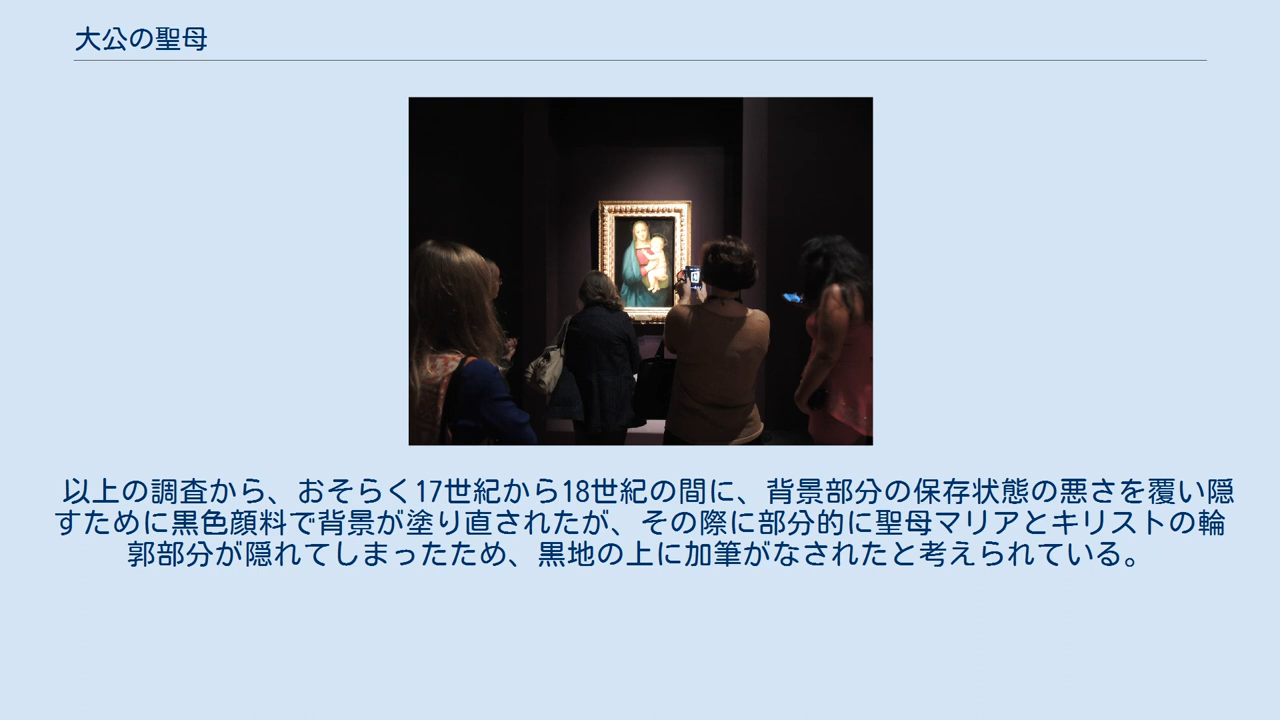 大公の聖母
以上の調査から、おそらく17世紀から18世紀の間に、背景部分の保存状態の悪さを覆い隠
すために黒色顔料で背景が塗り直されたが、その際に部分的に聖母マリアとキリストの輪
郭部分が隠れてしまったため、黒地の上に加筆がなされたと考えられている。